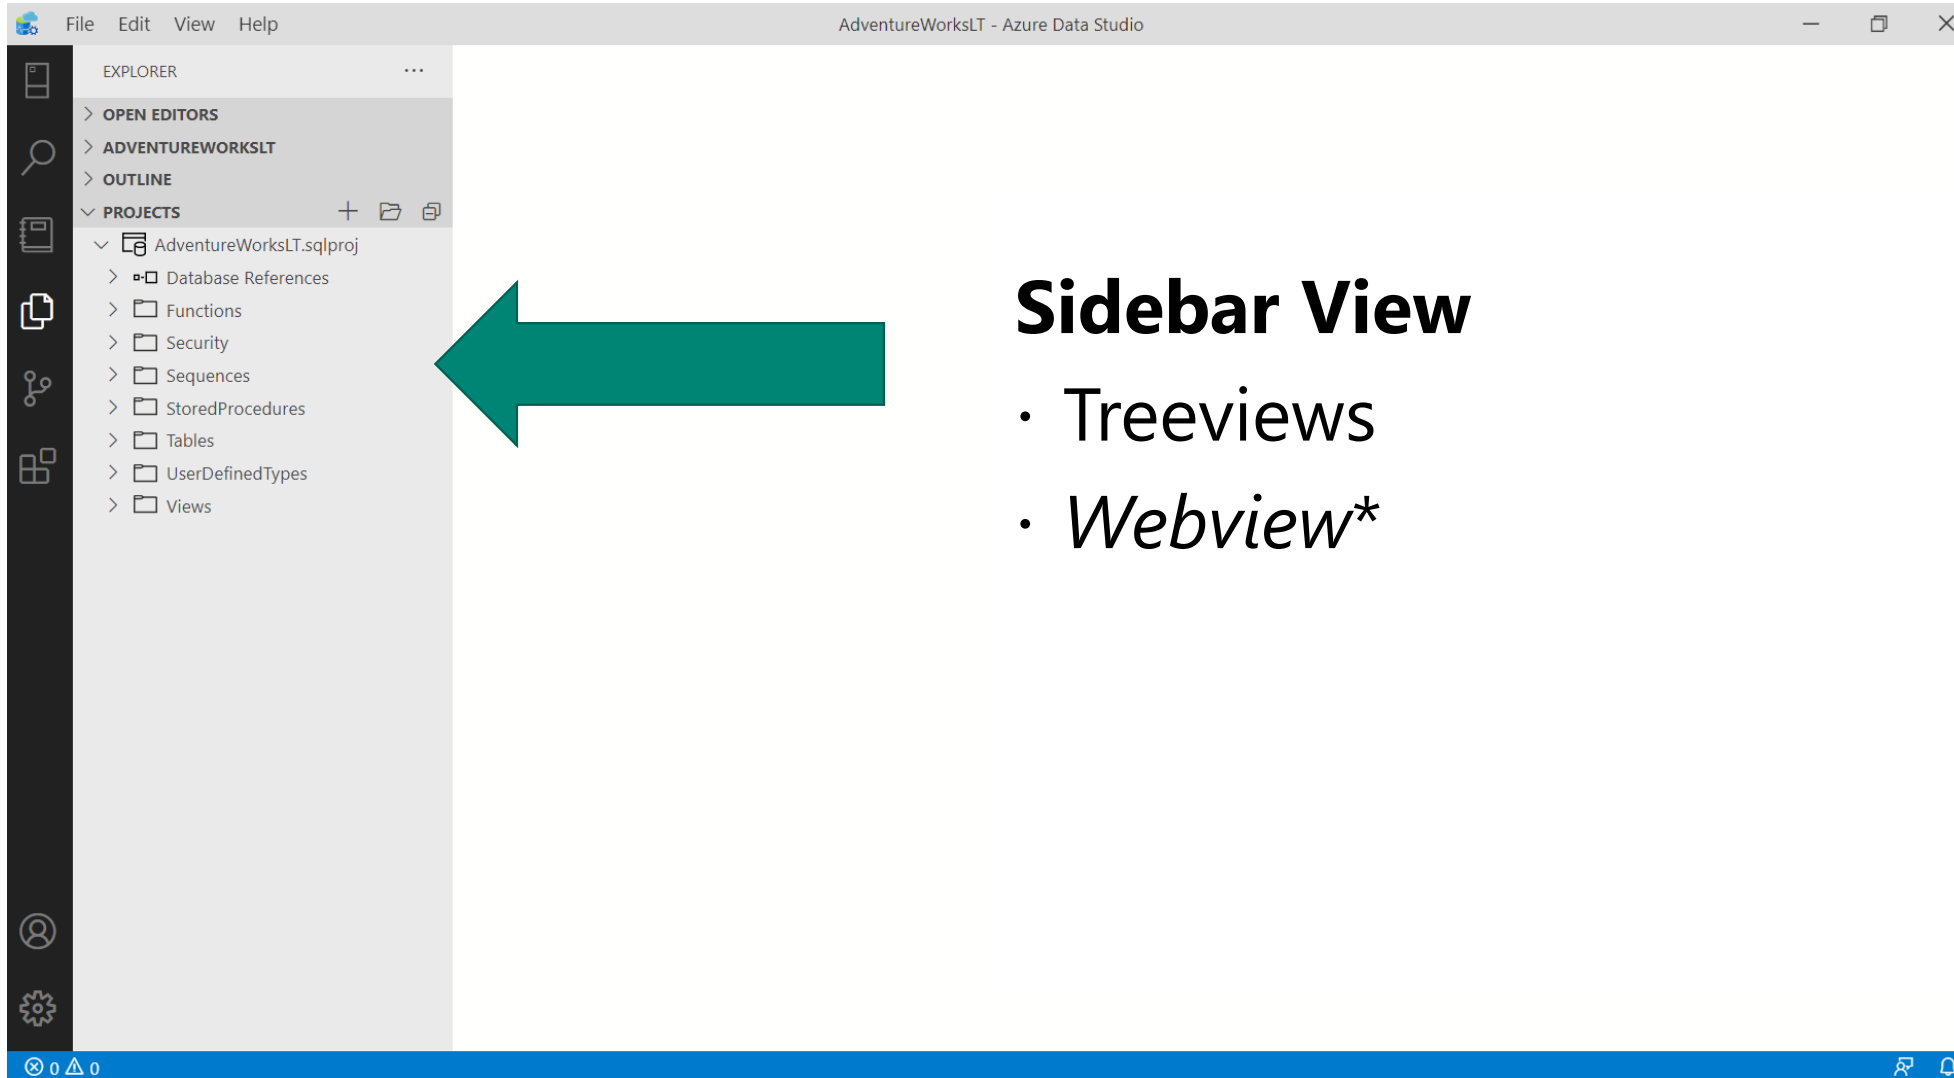 File Edit View Help
AdventureWorksLT - Azure Data Studio
EXPLORER ···
OPEN EDITORS
ADVENTUREWORKSLT
OUTLINE
PROJECTS
AdventureWorksLT.sqlproj
Database References
Functions
Security
Sequences
StoredProcedures
Tables
UserDefinedTypes
Views
Sidebar View
· Treeviews
· Webview*
0 0